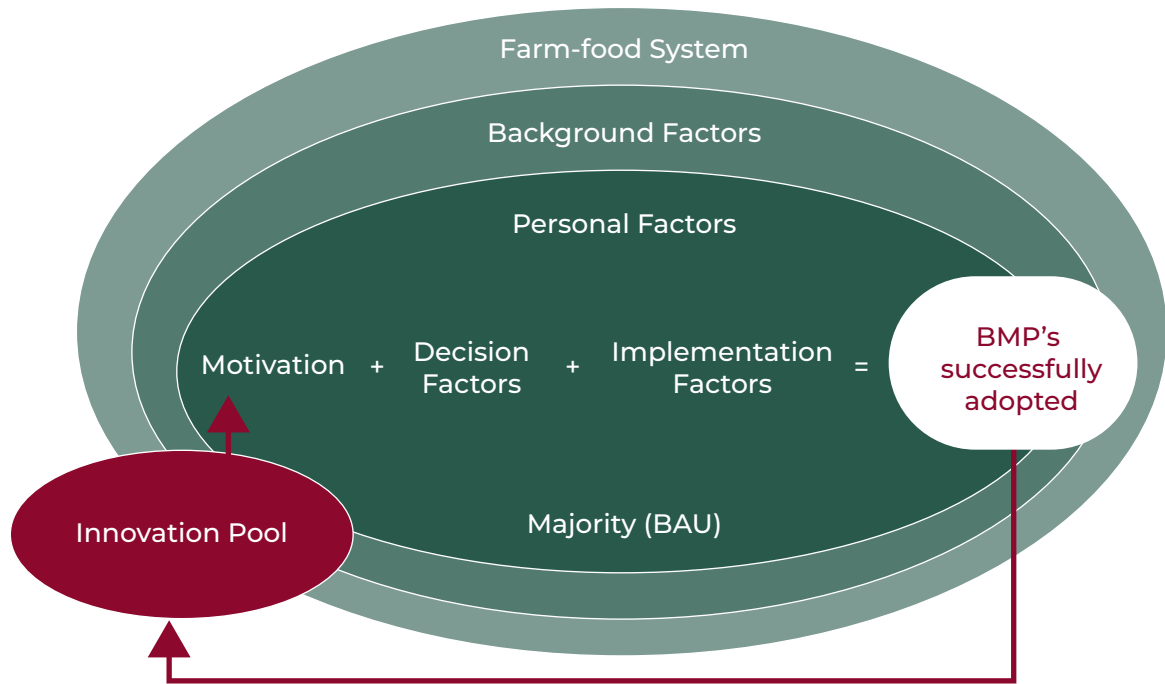 Farm-food System
Background Factors
Personal Factors
Motivation + Decision Factors + Implementation Factors = BMP's successfully adopted
Innovation Pool
Majority (BAU)